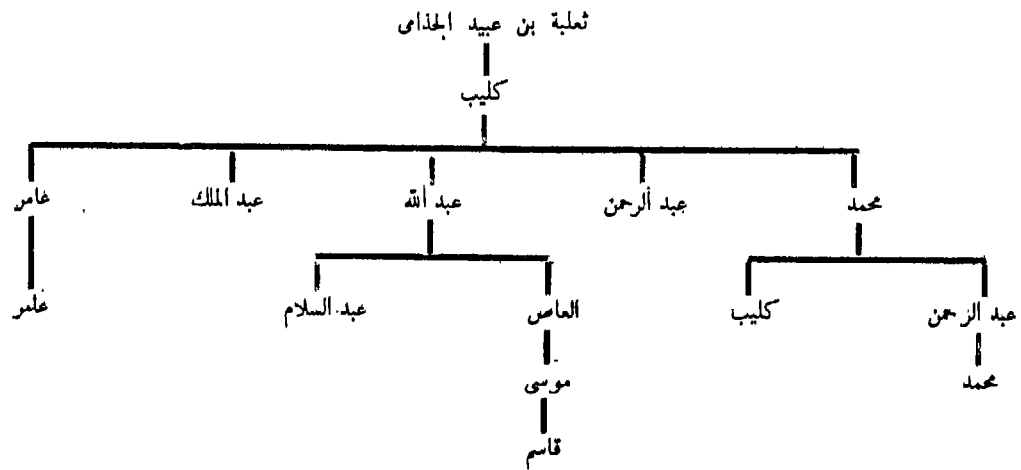 ثعلبة بن عبيد الجذامى
كليب
محمد عبد الرحمن عبد الله عبد الملك عامر
عبد الرحمن كليب العاص عبد السلام عامر
محمد موسى
قاسم